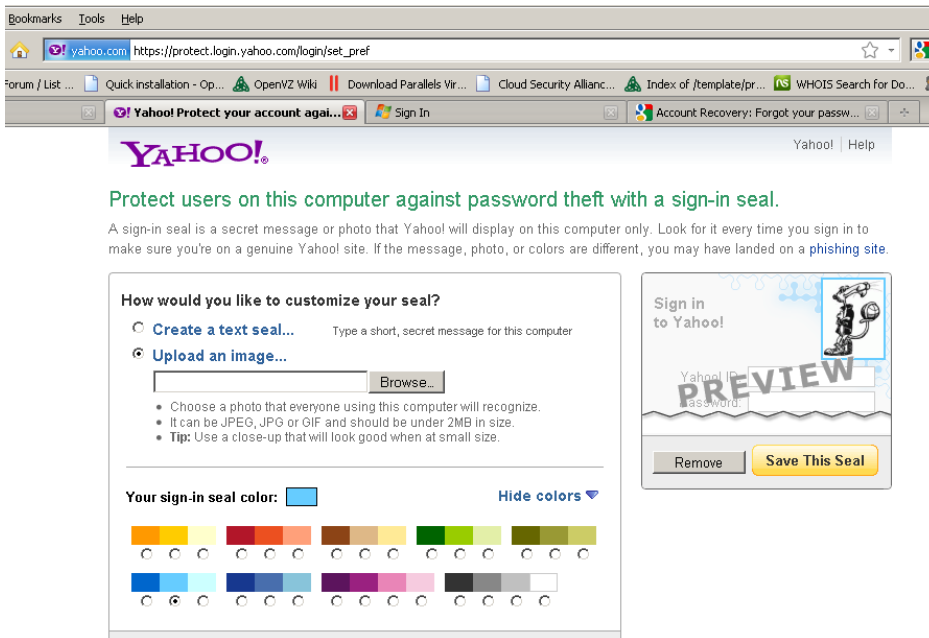 Bookmarks Tools Help
yahoo.com https://protect.login.yahoo.com/login/set_pref
Forum / List ... Quick installation - Op... OpenVZ Wiki Download Parallels Vir... Cloud Security Allianc... Index of /template/pr... WHOIS Search for Do...
Yahoo! Protect your account agai... Sign In Account Recovery: Forgot your passw...
YAHOO!® Yahoo! Help
Protect users on this computer against password theft with a sign-in seal.
A sign-in seal is a secret message or photo that Yahoo! will display on this computer only. Look for it every time you sign in to
make sure you're on a genuine Yahoo! site. If the message, photo, or colors are different, you may have landed on a phishing site.
How would you like to customize your seal?
Create a text seal... Type a short, secret message for this computer
Upload an image...
Browse...
• Choose a photo that everyone using this computer will recognize.
• It can be JPEG, JPG or GIF and should be under 2MB in size.
• Tip: Use a close-up that will look good when at small size.
Your sign-in seal color: Hide colors
Sign in
to Yahoo!
Yahoo! ID:
Password:
PREVIEW
Remove Save This Seal